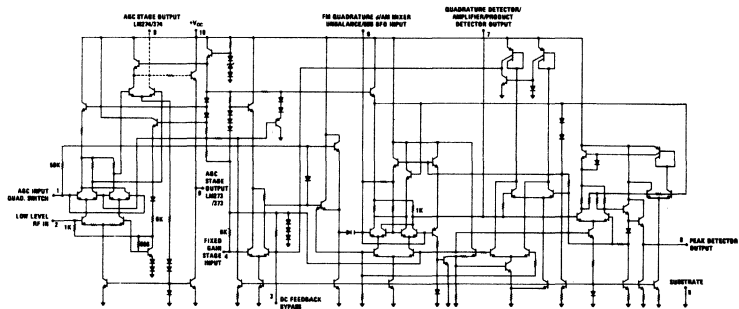 AGC STAGE OUTPUT
LM274/374
9
+VCC
10
FM QUADRATURE φ/AM MIXER
UNBALANCE/SSB BFO INPUT
6
QUADRATURE DETECTOR/
AMPLIFIER/PRODUCT
DETECTOR OUTPUT
7
50K
AGC INPUT
QUAD. SWITCH
1
AGC
STAGE
OUTPUT
LM273
/373
LOW LEVEL
RF IN
2
1K
5K
1K
FIXED
GAIN
STAGE
INPUT
4
8 PEAK DETECTOR
OUTPUT
3
DC FEEDBACK
BYPASS
SUBSTRATE
5